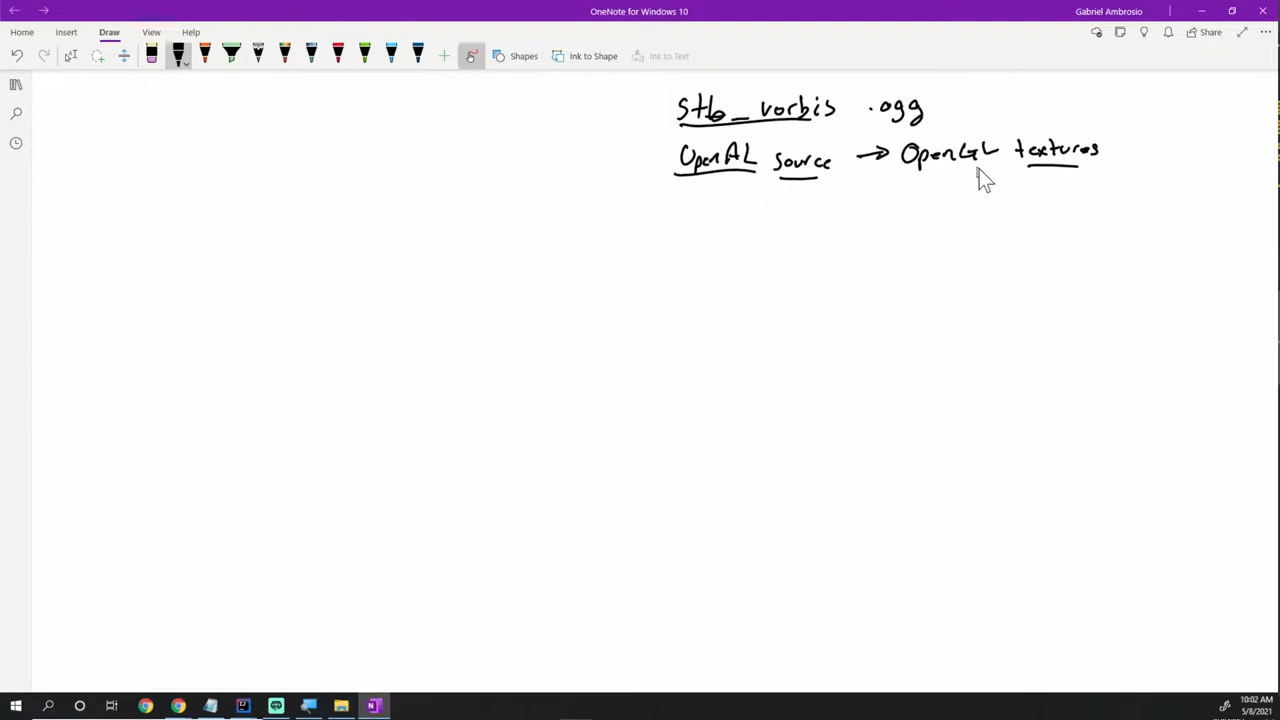 OneNote for Windows 10
Gabriel Ambrosio
Home Insert Draw View Help
Share
Shapes
Ink to Shape
Ink to Text
stb_vorbis .ogg
OpenAL source → OpenGL textures
10:02 AM
5/8/2021